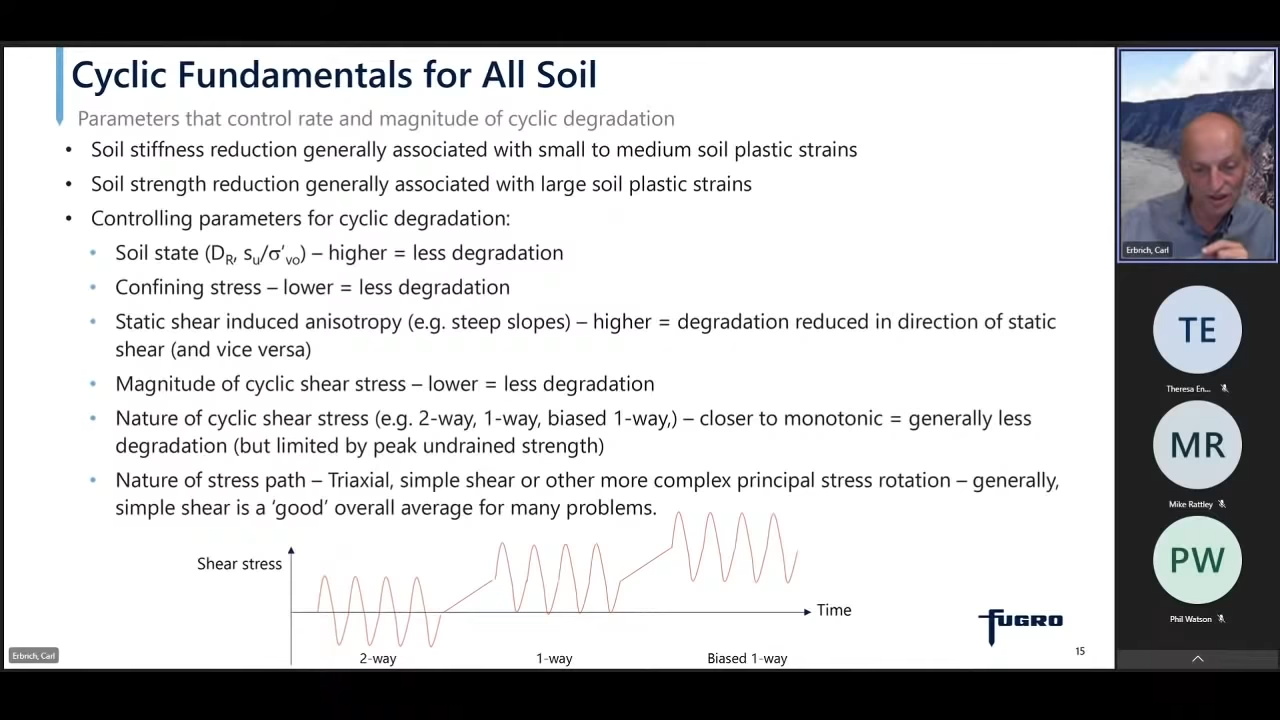 Cyclic Fundamentals for All Soil
Parameters that control rate and magnitude of cyclic degradation
• Soil stiffness reduction generally associated with small to medium soil plastic strains
• Soil strength reduction generally associated with large soil plastic strains
• Controlling parameters for cyclic degradation:
• Soil state (DR, su/σ'vo) – higher = less degradation
• Confining stress – lower = less degradation
• Static shear induced anisotropy (e.g. steep slopes) – higher = degradation reduced in direction of static
shear (and vice versa)
• Magnitude of cyclic shear stress – lower = less degradation
• Nature of cyclic shear stress (e.g. 2-way, 1-way, biased 1-way,) – closer to monotonic = generally less
degradation (but limited by peak undrained strength)
• Nature of stress path – Triaxial, simple shear or other more complex principal stress rotation – generally,
simple shear is a 'good' overall average for many problems.
Shear stress
Time
2-way
1-way
Biased 1-way
FUGRO
15
Erbrich, Carl
Erbrich, Carl
TE
Theresa En...
MR
Mike Rattley
PW
Phil Watson